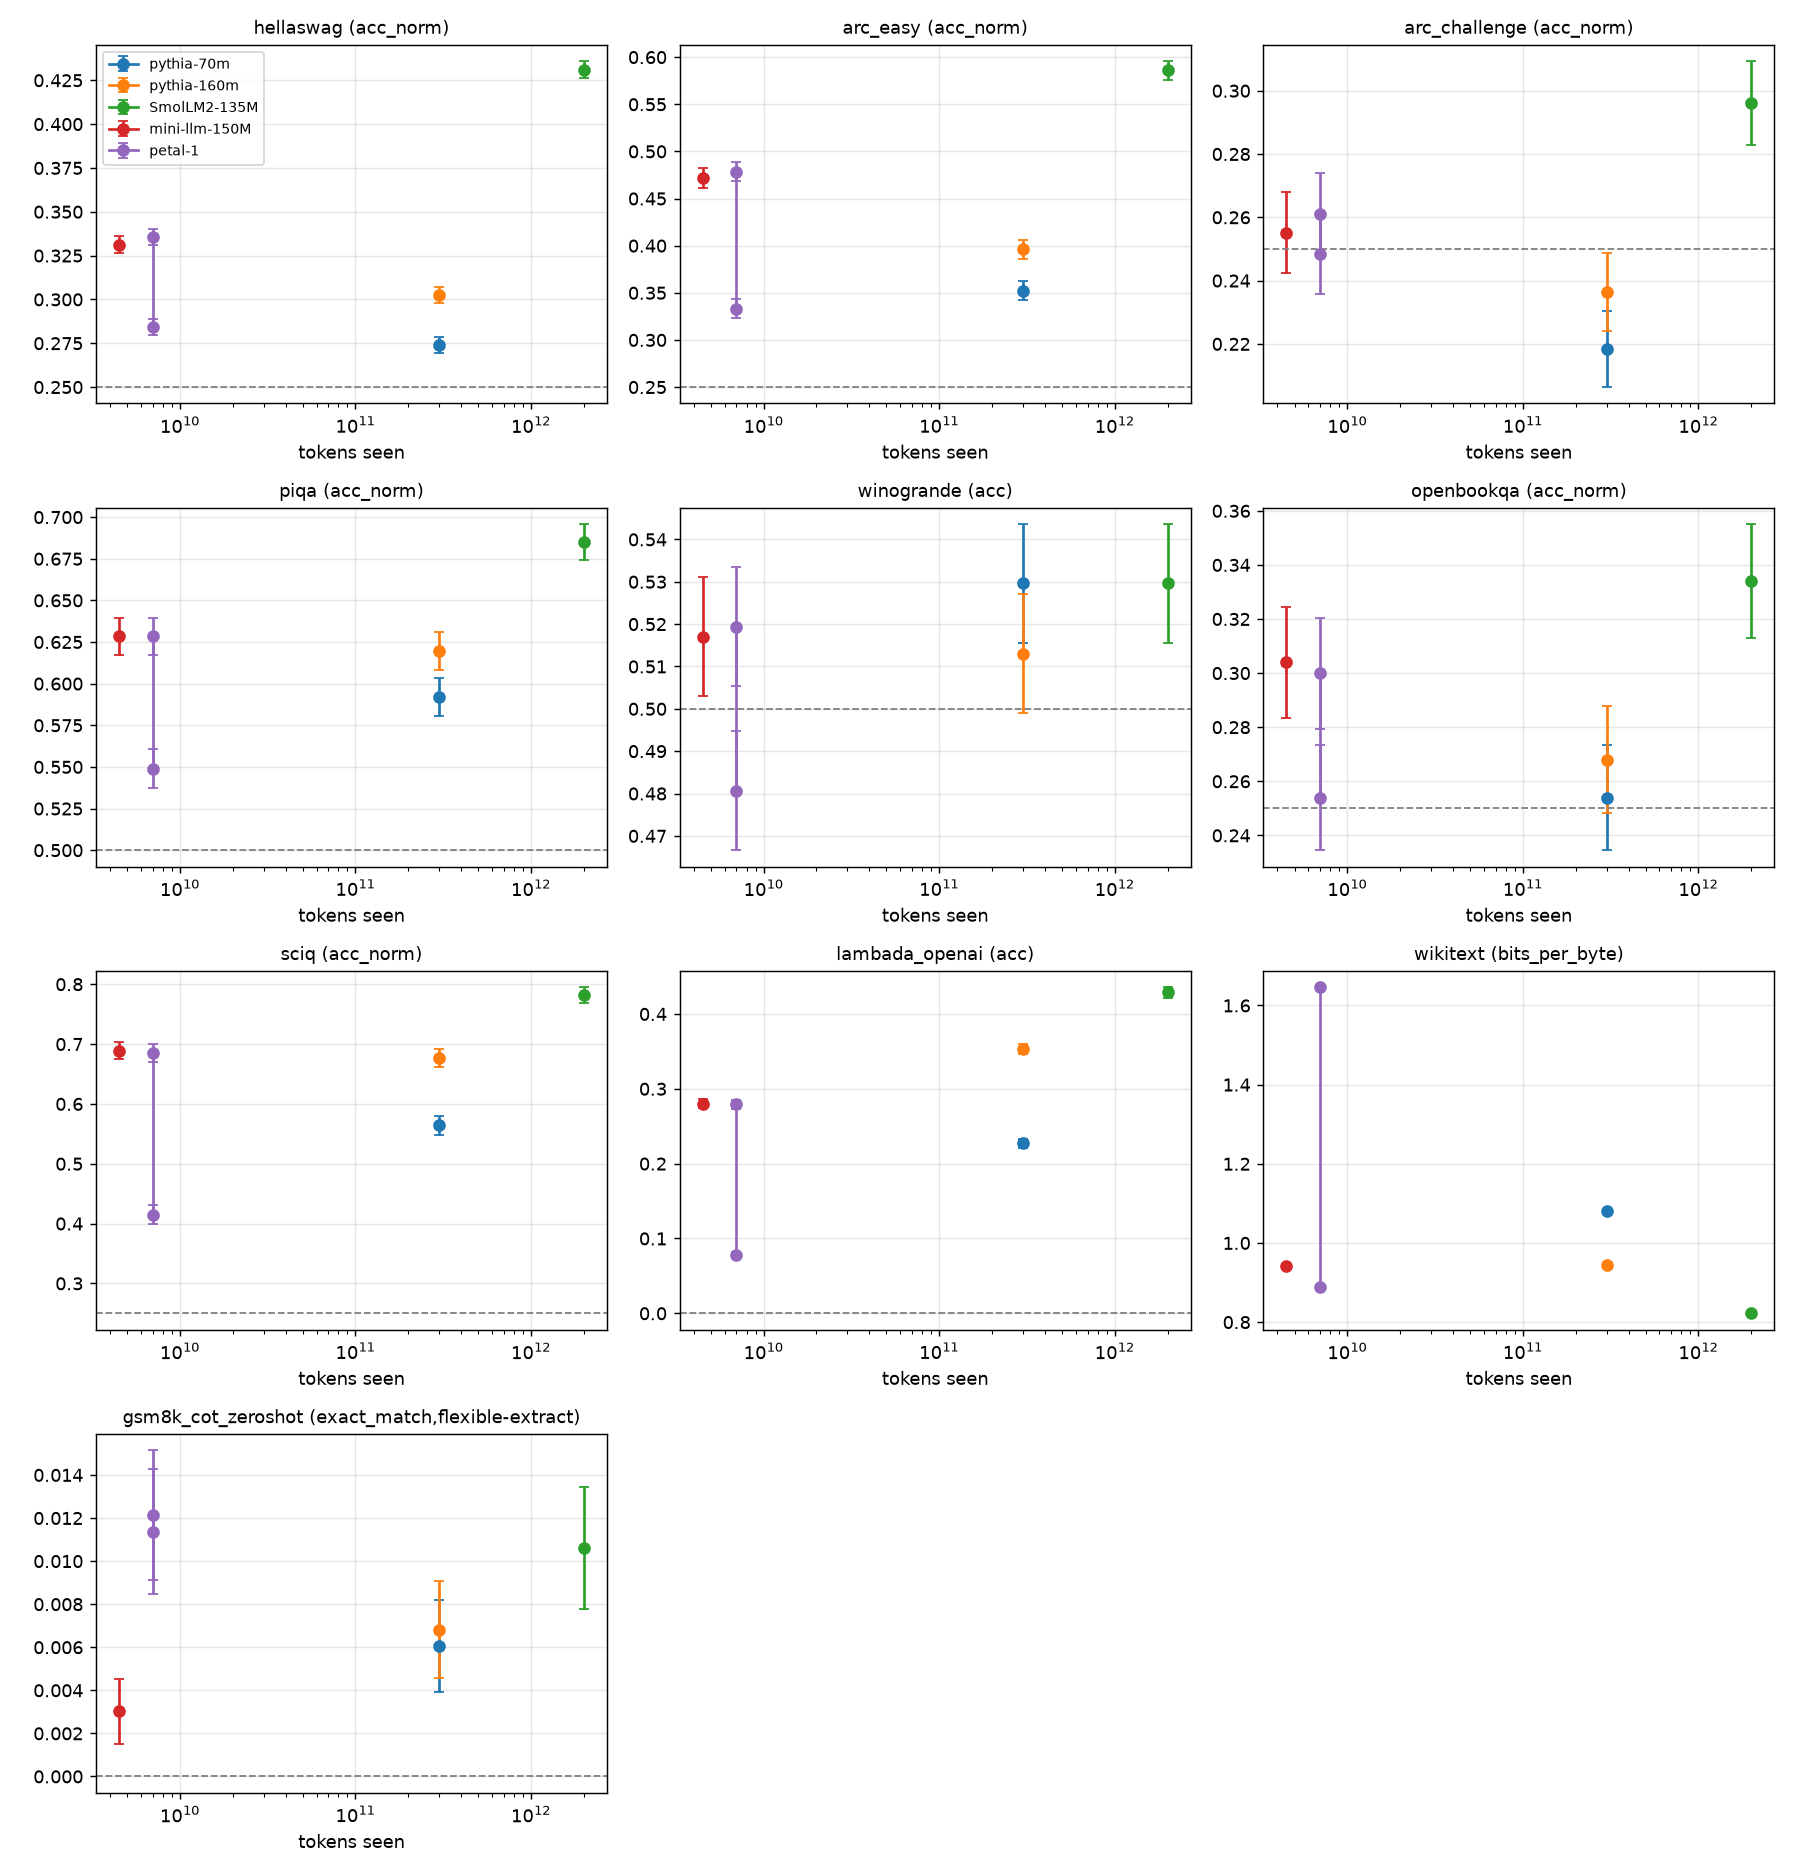 hellaswag (acc_norm)
arc_easy (acc_norm)
arc_challenge (acc_norm)
pythia-70m
pythia-160m
SmolLM2-135M
mini-llm-150M
petal-1
0.425
0.400
0.375
0.350
0.325
0.300
0.275
0.250
10^10 10^11 10^12
tokens seen
0.60
0.55
0.50
0.45
0.40
0.35
0.30
0.25
10^10 10^11 10^12
tokens seen
0.30
0.28
0.26
0.24
0.22
10^10 10^11 10^12
tokens seen
piqa (acc_norm)
winogrande (acc)
openbookqa (acc_norm)
0.700
0.675
0.650
0.625
0.600
0.575
0.550
0.525
0.500
10^10 10^11 10^12
tokens seen
0.54
0.53
0.52
0.51
0.50
0.49
0.48
0.47
10^10 10^11 10^12
tokens seen
0.36
0.34
0.32
0.30
0.28
0.26
0.24
10^10 10^11 10^12
tokens seen
sciq (acc_norm)
lambada_openai (acc)
wikitext (bits_per_byte)
0.8
0.7
0.6
0.5
0.4
0.3
10^10 10^11 10^12
tokens seen
0.4
0.3
0.2
0.1
0.0
10^10 10^11 10^12
tokens seen
1.6
1.4
1.2
1.0
0.8
10^10 10^11 10^12
tokens seen
gsm8k_cot_zeroshot (exact_match,flexible-extract)
0.014
0.012
0.010
0.008
0.006
0.004
0.002
0.000
10^10 10^11 10^12
tokens seen